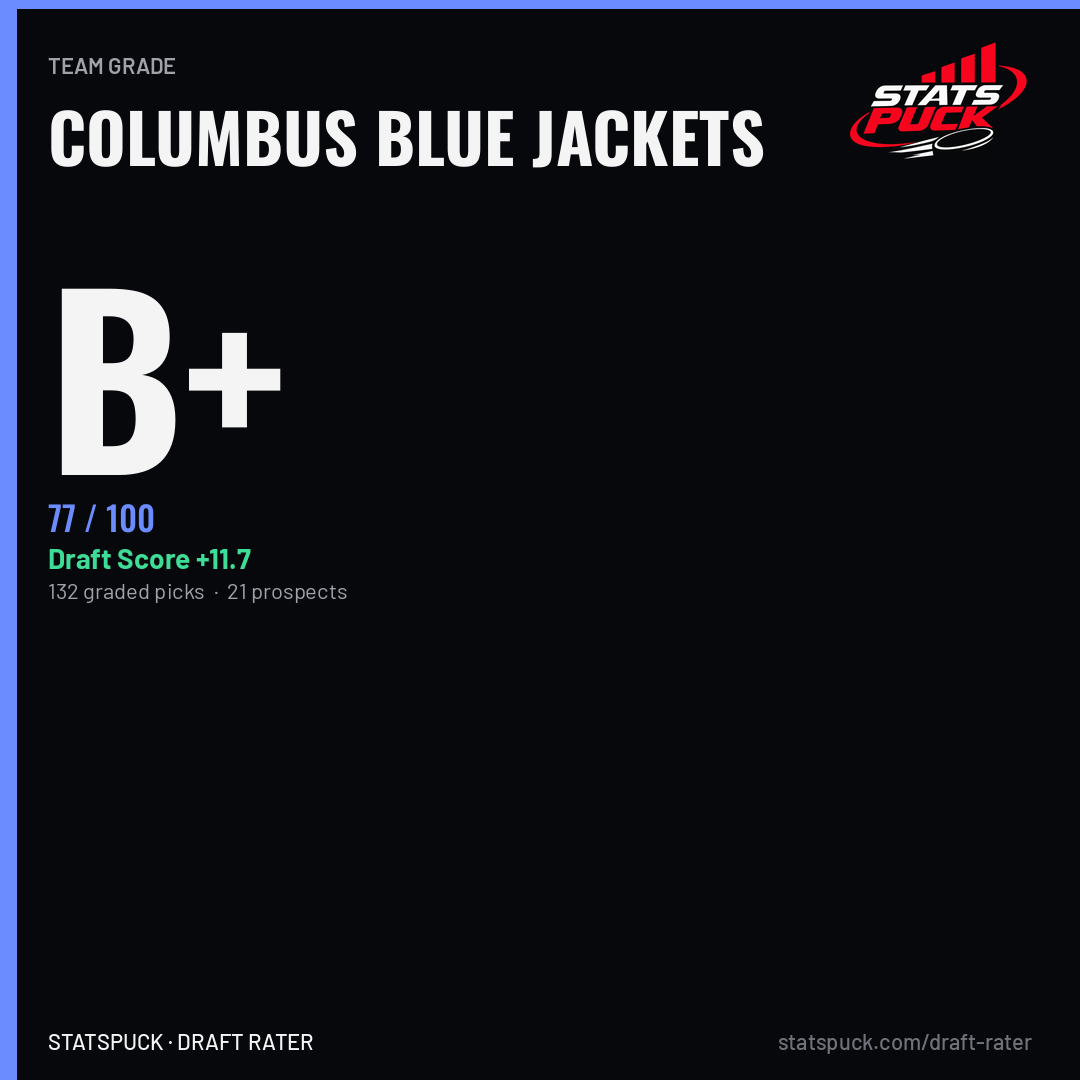 TEAM GRADE
COLUMBUS BLUE JACKETS
STATS
PUCK
B+
77 / 100
Draft Score +11.7
132 graded picks · 21 prospects
STATSPUCK · DRAFT RATER
statspuck.com/draft-rater